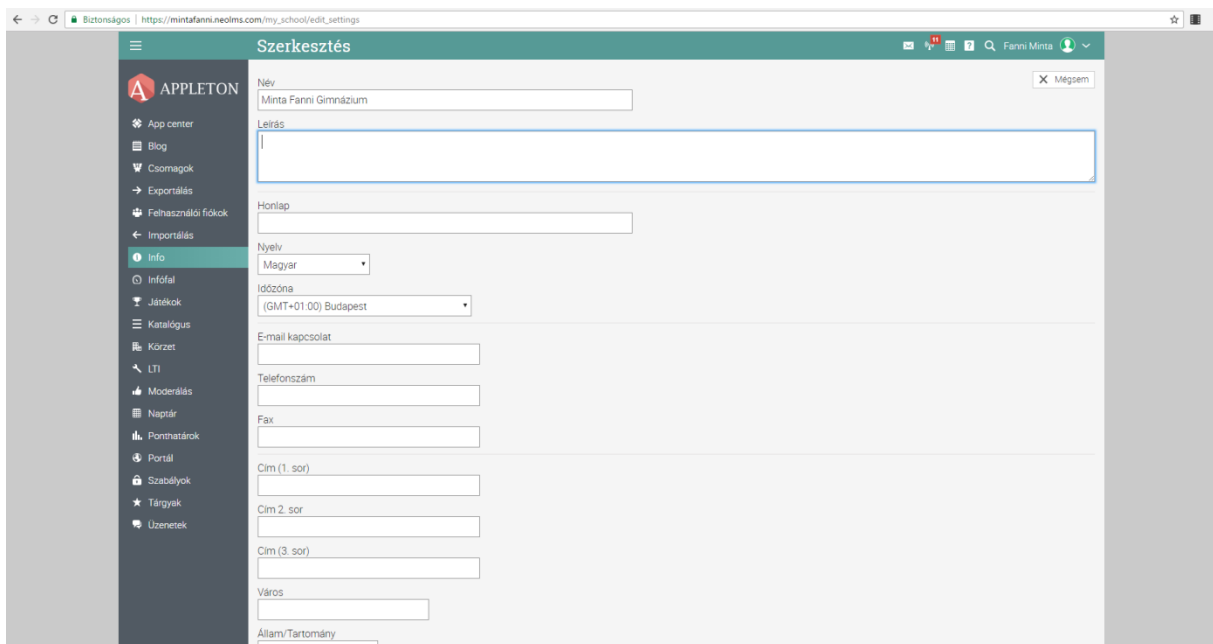 Biztonságos | https://mintafanni.neolms.com/my_school/edit_settings
Szerkesztés
11
Fanni Minta
APPLETON
App center
Blog
Csomagok
Exportálás
Felhasználói fiókok
Importálás
Info
Infófal
Játékok
Katalógus
Körzet
LTI
Moderálás
Naptár
Ponthatárok
Portál
Szabályok
Tárgyak
Üzenetek
Mégsem
Név
Minta Fanni Gimnázium
Leírás
Honlap
Nyelv
Magyar
Időzóna
(GMT+01:00) Budapest
E-mail kapcsolat
Telefonszám
Fax
Cím (1. sor)
Cím 2. sor
Cím (3. sor)
Város
Állam/Tartomány